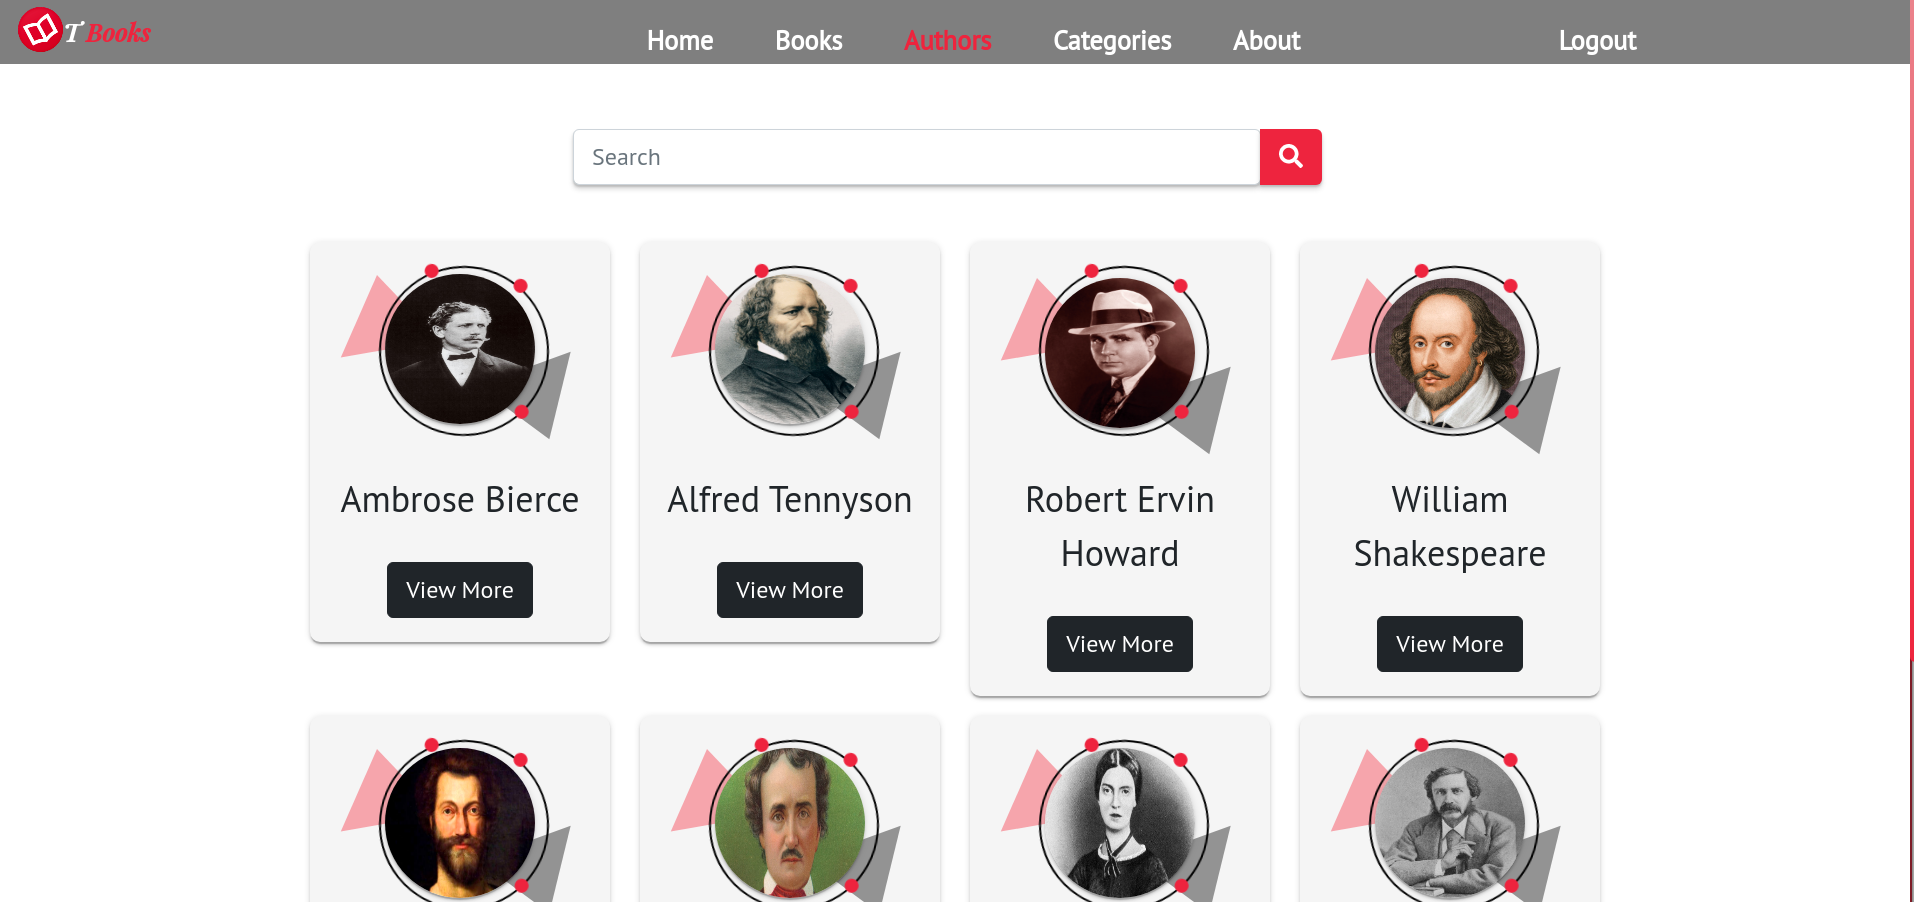 T Books
Home Books Authors Categories About Logout
Search
Ambrose Bierce
View More
Alfred Tennyson
View More
Robert Ervin
Howard
View More
William
Shakespeare
View More